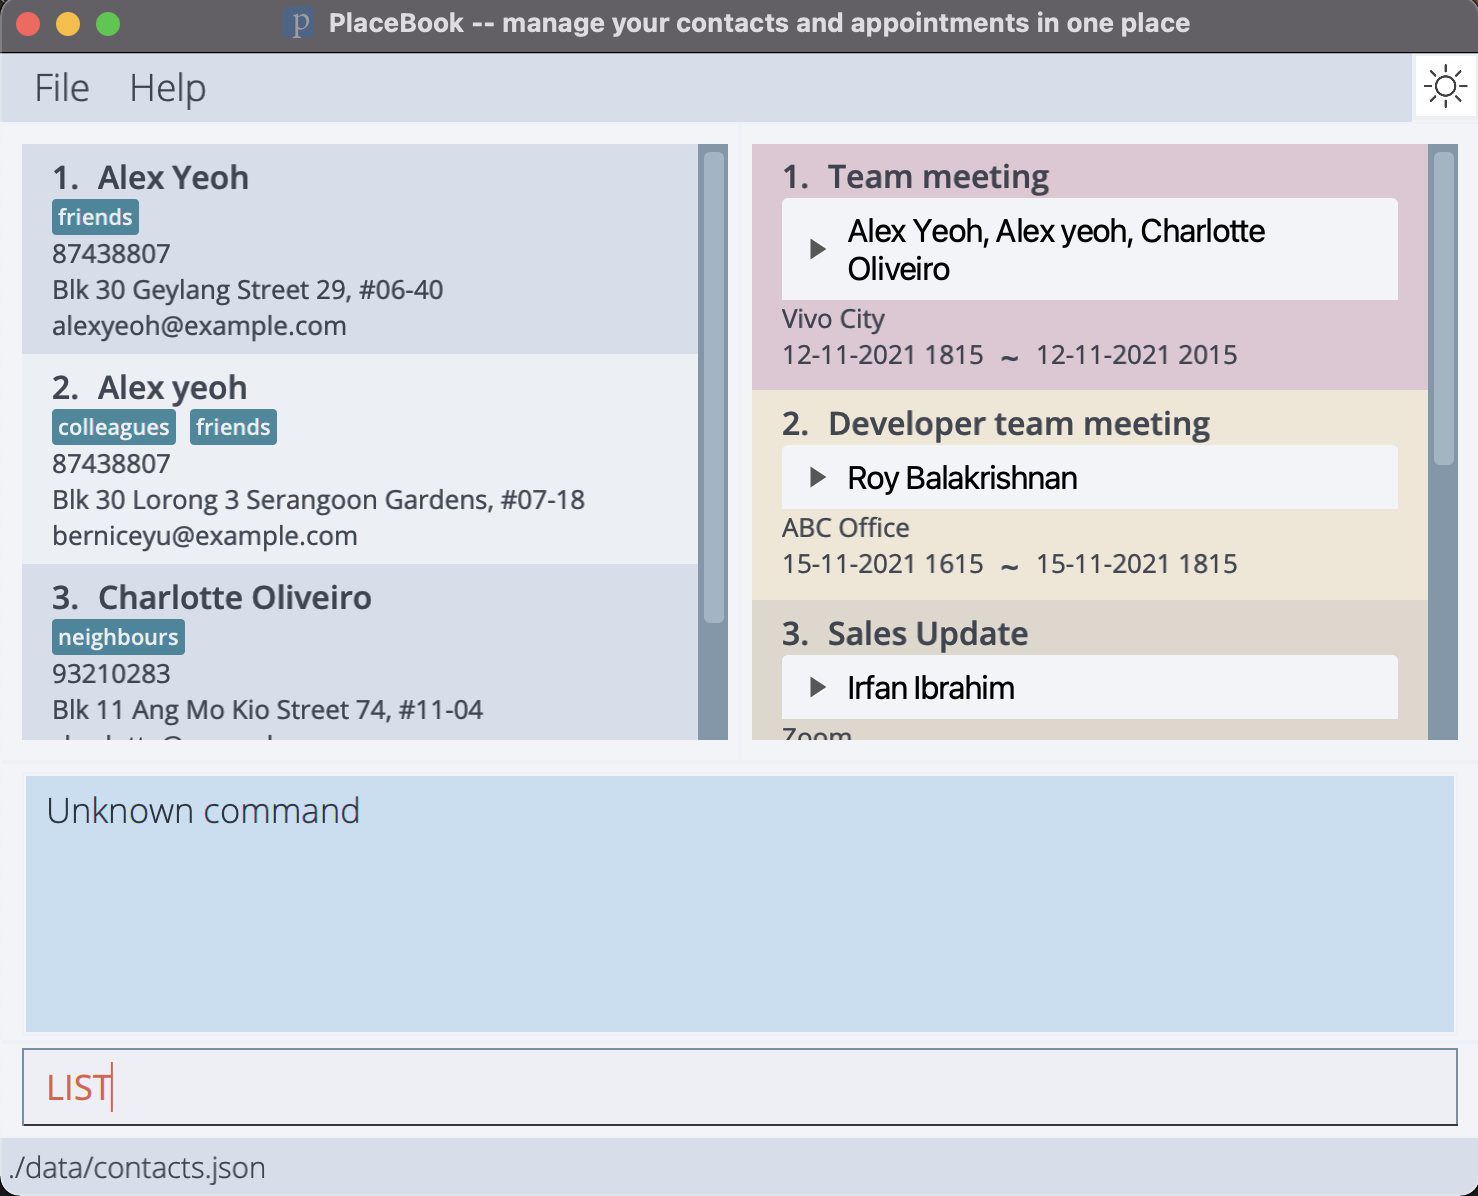 PlaceBook -- manage your contacts and appointments in one place
File Help
1. Alex Yeoh
friends
87438807
Blk 30 Geylang Street 29, #06-40
alexyeoh@example.com
2. Alex yeoh
colleagues friends
87438807
Blk 30 Lorong 3 Serangoon Gardens, #07-18
berniceyu@example.com
3. Charlotte Oliveiro
neighbours
93210283
Blk 11 Ang Mo Kio Street 74, #11-04
1. Team meeting
Alex Yeoh, Alex yeoh, Charlotte
Oliveiro
Vivo City
12-11-2021 1815 ~ 12-11-2021 2015
2. Developer team meeting
Roy Balakrishnan
ABC Office
15-11-2021 1615 ~ 15-11-2021 1815
3. Sales Update
Irfan Ibrahim
Zoom
Unknown command
LIST
./data/contacts.json